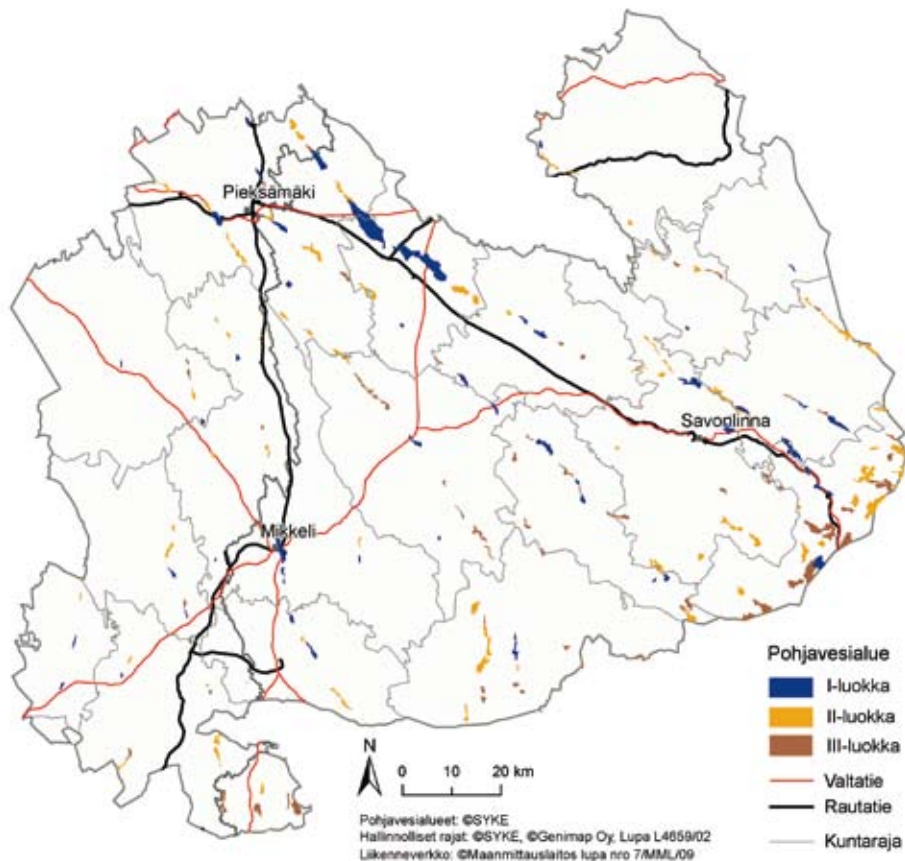 Pieksämäki
Savonlinna
Mikkeli
Pohjavesialue
I-luokka
II-luokka
III-luokka
Valtatie
Rautatie
Kuntaraja
N
0 10 20 km
Pohjavesialueet: ©SYKE
Hallinnolliset rajat: ©SYKE, ©Genimap Oy, Lupa L4659/02
Liikenneverkko: ©Maanmittauslaitos lupa nro 7/MML/09